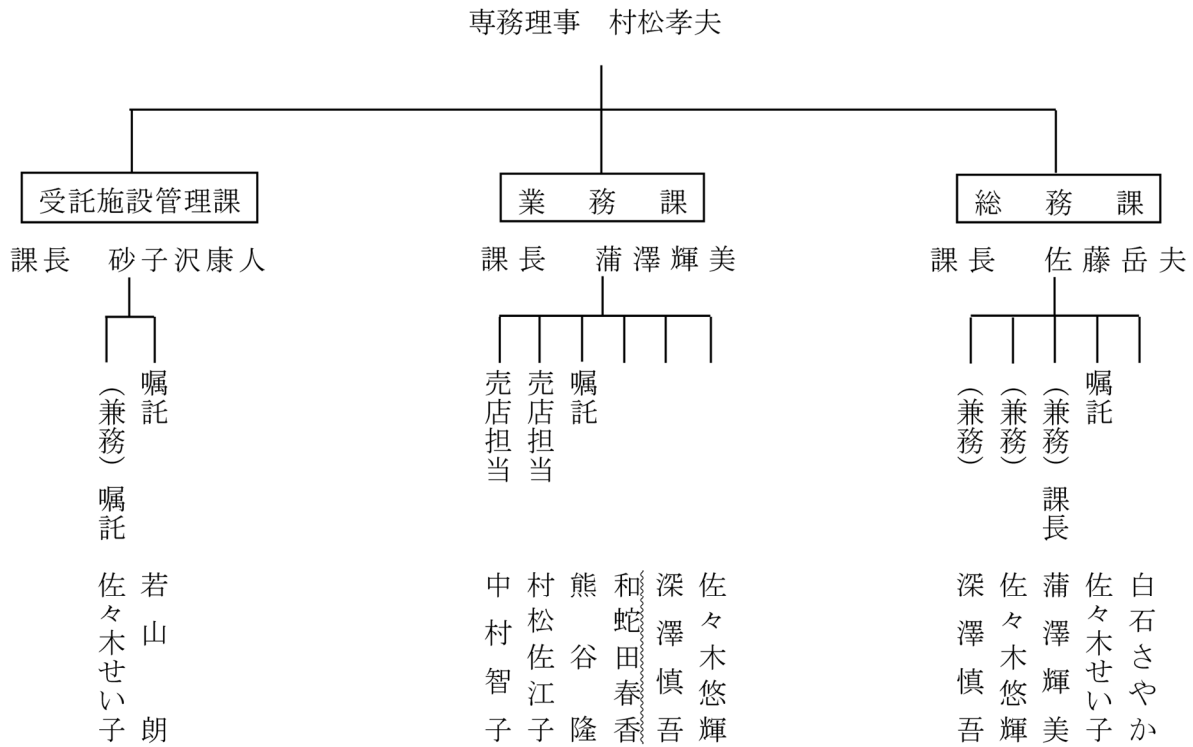 専務理事　村松孝夫
受託施設管理課
業　務　課
総　務　課
課長　砂子沢康人
課長　蒲澤輝美
課長　佐藤岳夫
白石さやか
嘱託　佐々木せい子
（兼務）課長　蒲澤輝美
（兼務）　佐々木悠輝
（兼務）　深澤慎吾
佐々木悠輝
深澤慎吾
和蛇田春香
嘱託　熊谷隆
売店担当　村松佐江子
売店担当　中村智子
嘱託　若山朗
（兼務）嘱託　佐々木せい子